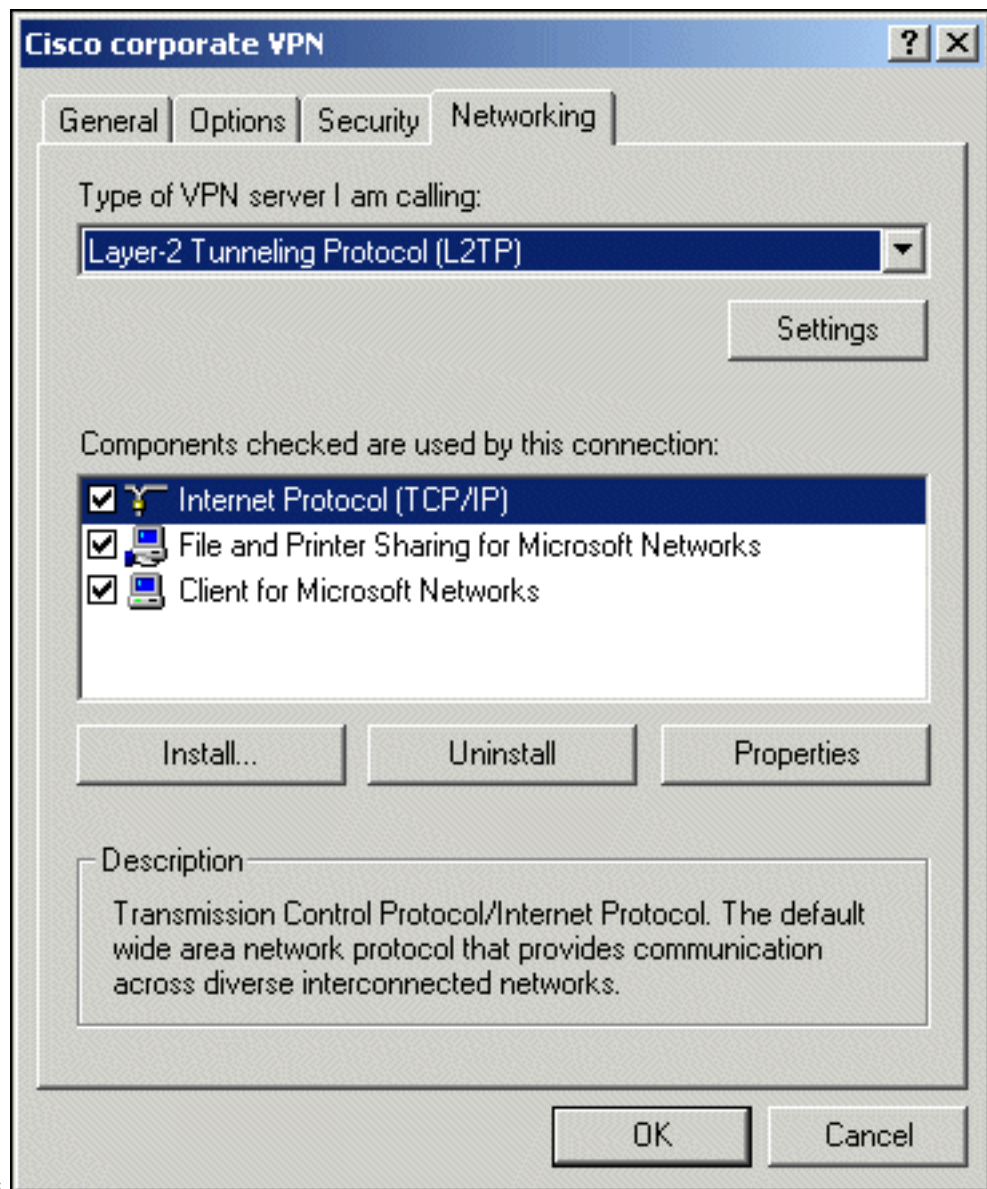 Cisco corporate VPN
General Options Security Networking
Type of VPN server I am calling:
Layer-2 Tunneling Protocol (L2TP)
Settings
Components checked are used by this connection:
Internet Protocol (TCP/IP)
File and Printer Sharing for Microsoft Networks
Client for Microsoft Networks
Install... Uninstall Properties
Description
Transmission Control Protocol/Internet Protocol. The default
wide area network protocol that provides communication
across diverse interconnected networks.
OK Cancel